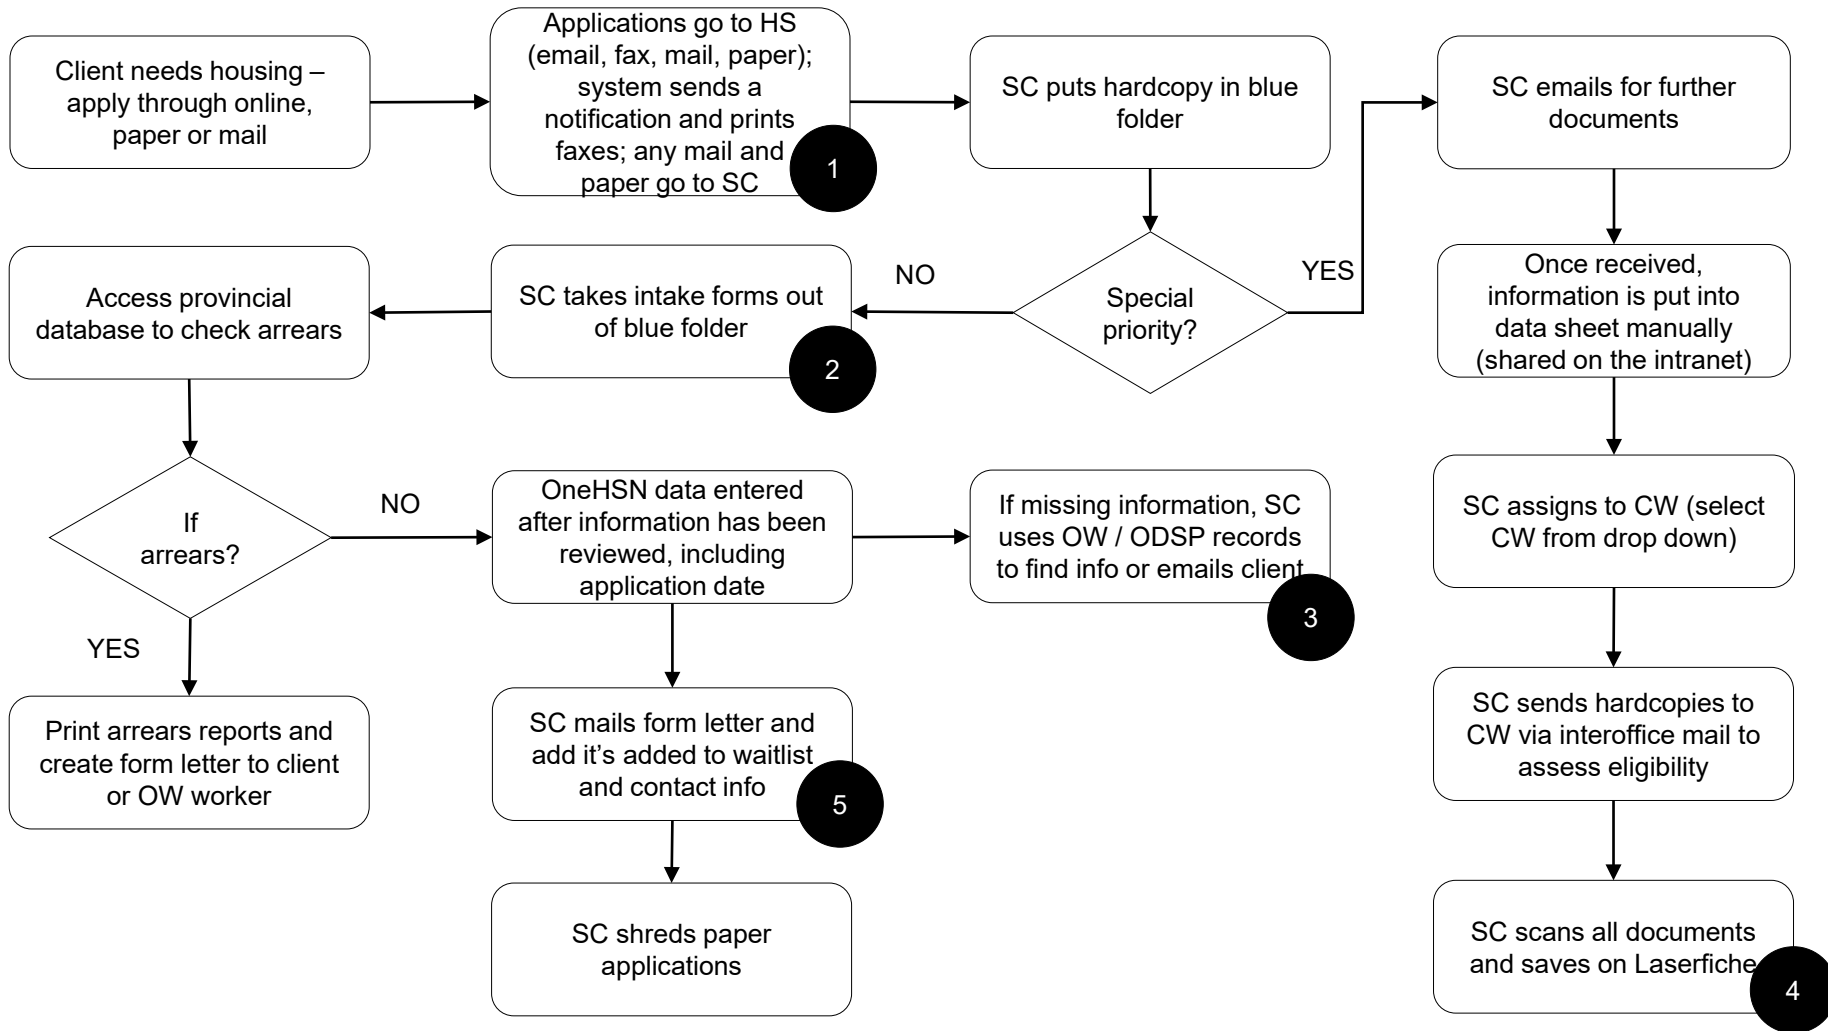 Client needs housing –
apply through online,
paper or mail
Applications go to HS
(email, fax, mail, paper);
system sends a
notification and prints
faxes; any mail and
paper go to SC
1
SC puts hardcopy in blue
folder
SC emails for further
documents
Access provincial
database to check arrears
SC takes intake forms out
of blue folder
2
NO
Special
priority?
YES
Once received,
information is put into
data sheet manually
(shared on the intranet)
If
arrears?
NO
OneHSN data entered
after information has been
reviewed, including
application date
If missing information, SC
uses OW / ODSP records
to find info or emails client
3
SC assigns to CW (select
CW from drop down)
YES
Print arrears reports and
create form letter to client
or OW worker
SC mails form letter and
add it’s added to waitlist
and contact info
5
SC sends hardcopies to
CW via interoffice mail to
assess eligibility
SC shreds paper
applications
SC scans all documents
and saves on Laserfiche
4